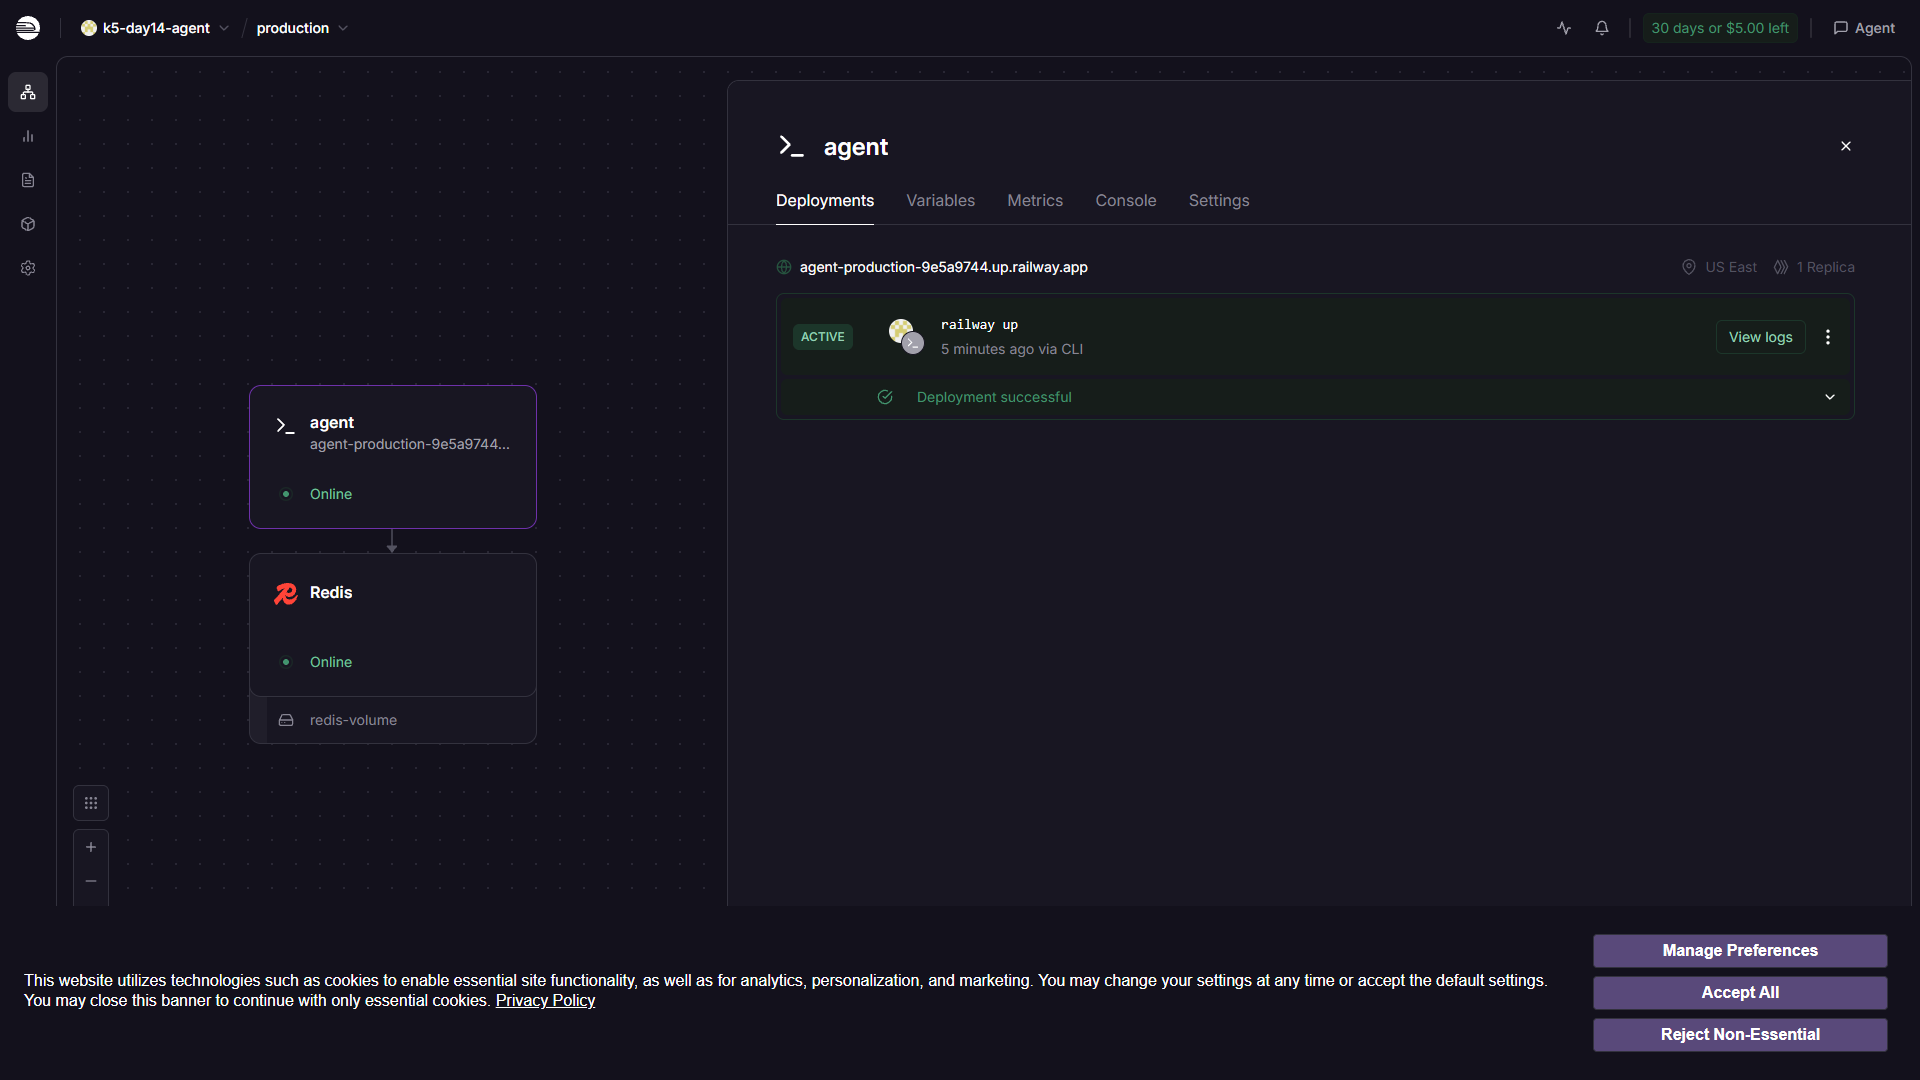 k5-day14-agent
production
30 days or $5.00 left
Agent
agent
Deployments
Variables
Metrics
Console
Settings
agent-production-9e5a9744.up.railway.app
US East
1 Replica
ACTIVE
railway up
5 minutes ago via CLI
View logs
Deployment successful
agent
agent-production-9e5a9744...
Online
Redis
Online
redis-volume
This website utilizes technologies such as cookies to enable essential site functionality, as well as for analytics, personalization, and marketing. You may change your settings at any time or accept the default settings.
You may close this banner to continue with only essential cookies. Privacy Policy
Manage Preferences
Accept All
Reject Non-Essential